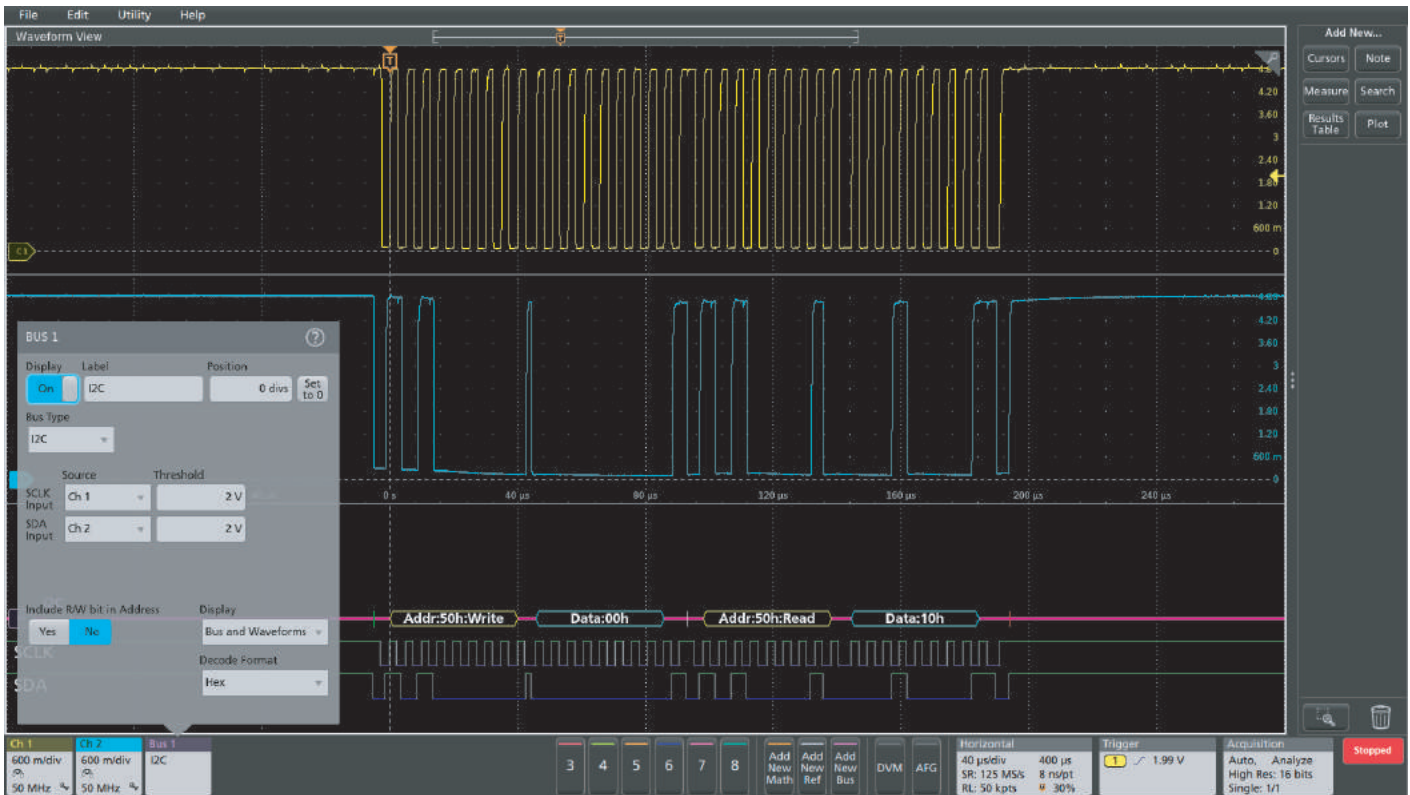 File Edit Utility Help
Waveform View
Add New...
Cursors Note
Measure Search
Results Table Plot
T
T
C1
4.20
3.60
3
2.40
1.80
1.20
600 m
0
4.20
3.60
3
2.40
1.80
1.20
600 m
0
0 s 40 µs 80 µs 120 µs 160 µs 200 µs 240 µs
BUS 1 ?
Display Label Position
On I2C 0 divs Set to 0
Bus Type
I2C
Source Threshold
SCLK Input Ch 1 2 V
SDA Input Ch 2 2 V
Include R/W bit in Address Display
Yes No Bus and Waveforms
Decode Format
Hex
Addr:50h:Write Data:00h Addr:50h:Read Data:10h
SCLK
SDA
Ch 1
600 m/div
50 MHz
Ch 2
600 m/div
50 MHz
Bus 1
I2C
3 4 5 6 7 8
Add New Math
Add New Ref
Add New Bus
DVM AFG
Horizontal
40 µs/div 400 µs
SR: 125 MS/s 8 ns/pt
RL: 50 kpts 30%
Trigger
1 1.99 V
Acquisition
Auto, Analyze
High Res: 16 bits
Single: 1/1
Stopped